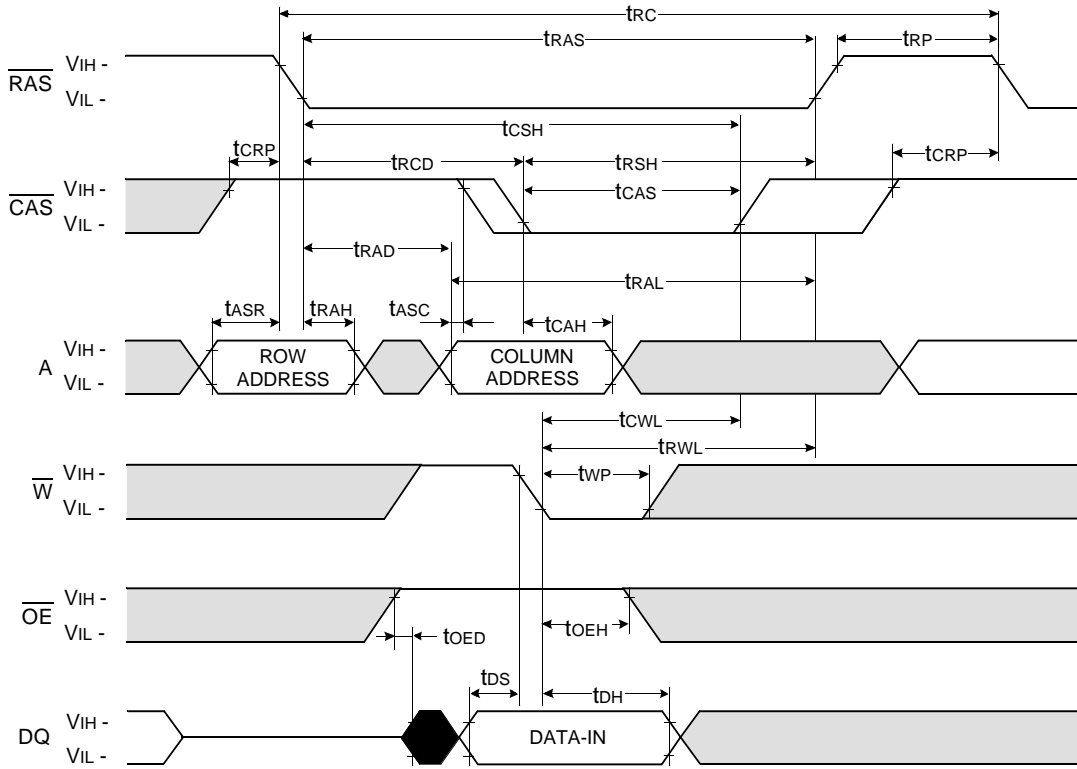 tRC
tRAS
tRP
RAS
VIH -
VIL -
tCSH
tCRP
tRCD
tRSH
tCRP
CAS
VIH -
VIL -
tCAS
tRAD
tRAL
tASR
tRAH
tASC
tCAH
A
VIH -
VIL -
ROW
ADDRESS
COLUMN
ADDRESS
tCWL
tRWL
W
VIH -
VIL -
tWP
OE
VIH -
VIL -
tOED
tOEH
tDS
tDH
DQ
VIH -
VIL -
DATA-IN